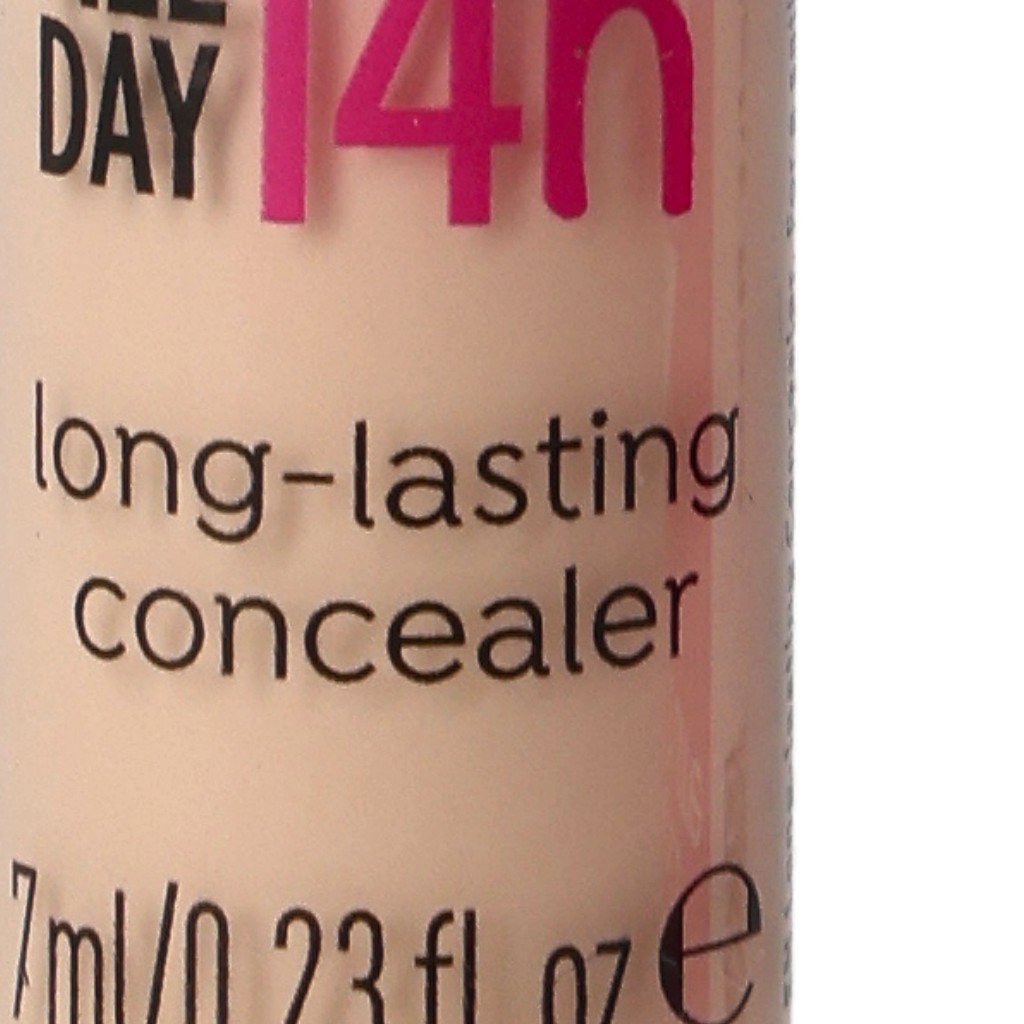 DAY 14h
long-lasting
concealer
7ml/0.23 fl. oz e